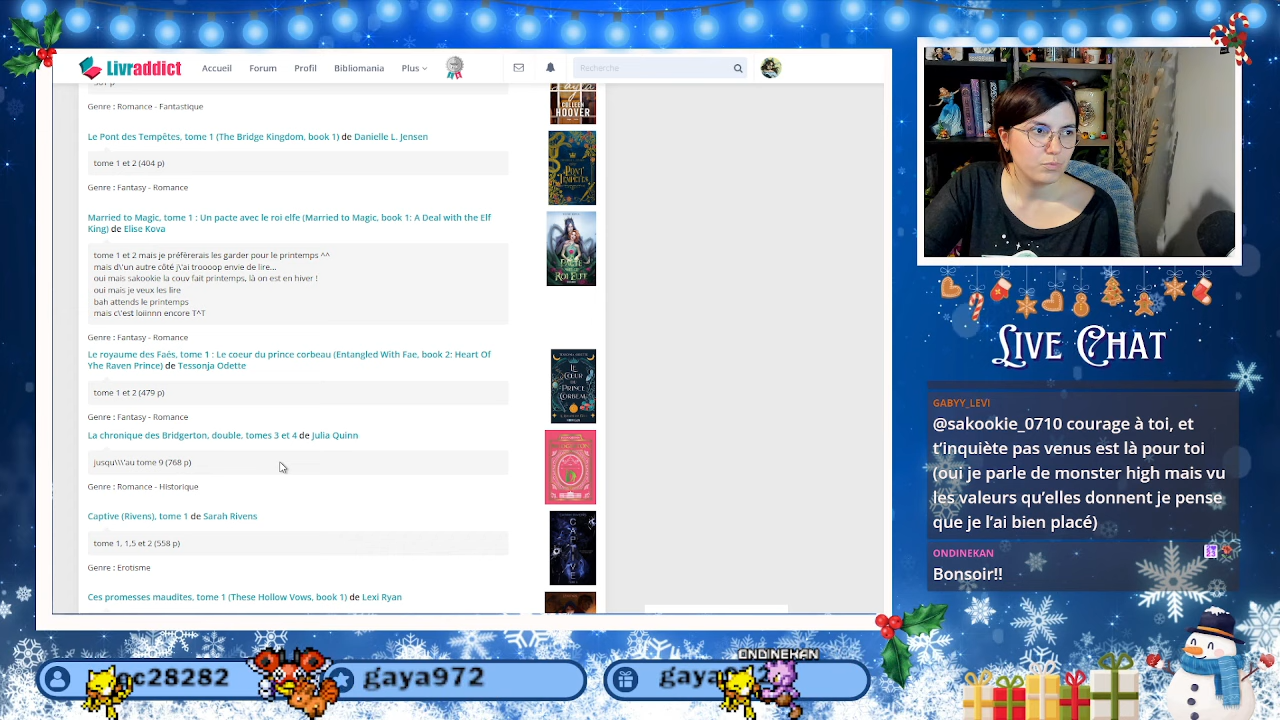 Livraddict
Accueil
Forum
Profil
Bibliomania
Plus
Recherche
Genre : Romance - Fantastique
COLLEEN
HOOVER
Le Pont des Tempêtes, tome 1 (The Bridge Kingdom, book 1) de Danielle L. Jensen
tome 1 et 2 (404 p)
Genre : Fantasy - Romance
Married to Magic, tome 1 : Un pacte avec le roi elfe (Married to Magic, book 1: A Deal with the Elf
King) de Elise Kova
tome 1 et 2 mais je préfèrerais les garder pour le printemps ^^
mais d\'un autre côté j\'ai troooop envie de lire...
oui mais sakookie la couv fait printemps, là on est en hiver !
oui mais je veux les lire
bah attends le printemps
mais c\'est loiinnn encore T^T
Genre : Fantasy - Romance
Le royaume des Faës, tome 1 : Le coeur du prince corbeau (Entangled With Fae, book 2: Heart Of
Yhe Raven Prince) de Tessonja Odette
tome 1 et 2 (479 p)
Genre : Fantasy - Romance
LE
CŒUR
DU
PRINCE
CORBEAU
La chronique des Bridgerton, double, tomes 3 et 4 de Julia Quinn
jusqu\\\'au tome 9 (768 p)
Genre : Romance - Historique
Captive (Rivens), tome 1 de Sarah Rivens
tome 1, 1,5 et 2 (558 p)
Genre : Erotisme
Ces promesses maudites, tome 1 (These Hollow Vows, book 1) de Lexi Ryan
LIVE CHAT
GABYY_LEVI
@sakookie_0710 courage à toi, et
t'inquiète pas venus est là pour toi
(oui je parle de monster high mais vu
les valeurs qu'elles donnent je pense
que je l'ai bien placé)
ONDINEKAN
Bonsoir!!
gaya972
ONDINEKAN